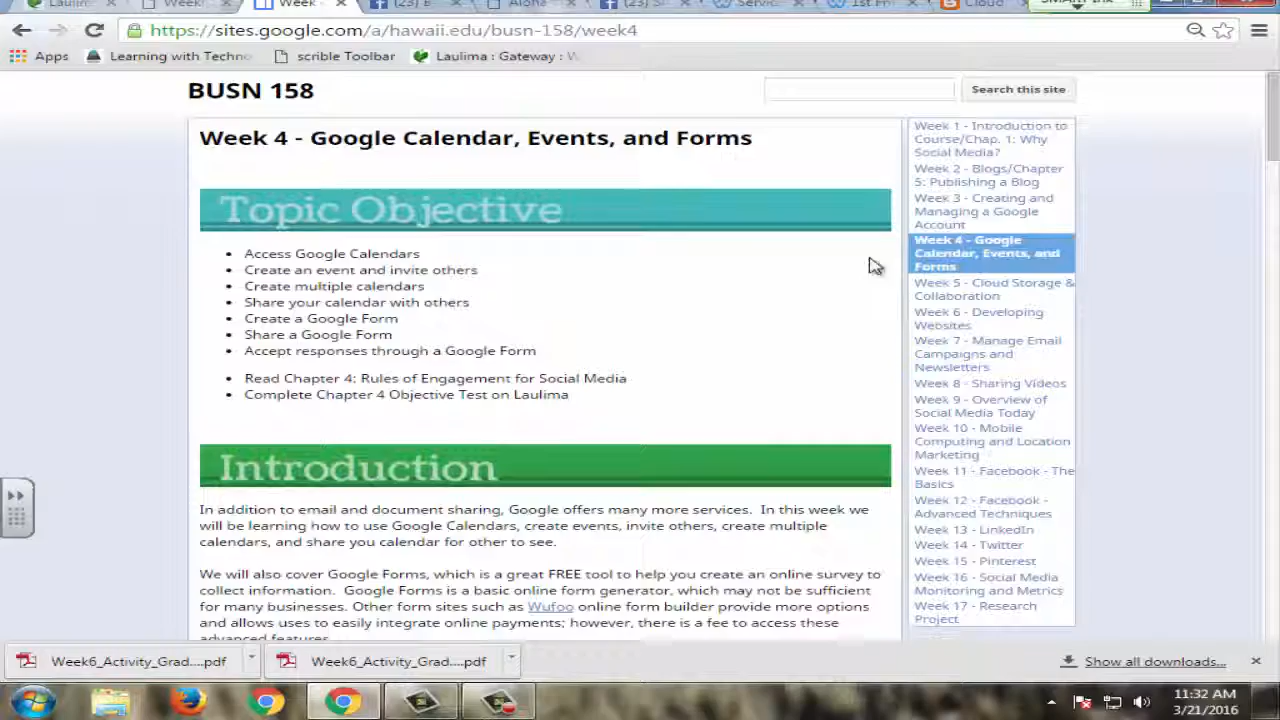 Laulim
Week
Week
(23) E
Aloha
(23) S
Servic
1st Fr
Cloud
https://sites.google.com/a/hawaii.edu/busn-158/week4
Apps
Learning with Techno
scrible Toolbar
Laulima : Gateway : W
BUSN 158
Search this site
Week 4 - Google Calendar, Events, and Forms
Topic Objective
Access Google Calendars
Create an event and invite others
Create multiple calendars
Share your calendar with others
Create a Google Form
Share a Google Form
Accept responses through a Google Form
Read Chapter 4: Rules of Engagement for Social Media
Complete Chapter 4 Objective Test on Laulima
Introduction
In addition to email and document sharing, Google offers many more services. In this week we
will be learning how to use Google Calendars, create events, invite others, create multiple
calendars, and share you calendar for other to see.
We will also cover Google Forms, which is a great FREE tool to help you create an online survey to
collect information. Google Forms is a basic online form generator, which may not be sufficient
for many businesses. Other form sites such as Wufoo online form builder provide more options
and allows uses to easily integrate online payments; however, there is a fee to access these
advanced features.
Week 1 - Introduction to
Course/Chap. 1: Why
Social Media?
Week 2 - Blogs/Chapter
5: Publishing a Blog
Week 3 - Creating and
Managing a Google
Account
Week 4 - Google
Calendar, Events, and
Forms
Week 5 - Cloud Storage &
Collaboration
Week 6 - Developing
Websites
Week 7 - Manage Email
Campaigns and
Newsletters
Week 8 - Sharing Videos
Week 9 - Overview of
Social Media Today
Week 10 - Mobile
Computing and Location
Marketing
Week 11 - Facebook - The
Basics
Week 12 - Facebook -
Advanced Techniques
Week 13 - LinkedIn
Week 14 - Twitter
Week 15 - Pinterest
Week 16 - Social Media
Monitoring and Metrics
Week 17 - Research
Project
Week6_Activity_Grad....pdf
Week6_Activity_Grad....pdf
Show all downloads...
11:32 AM
3/21/2016